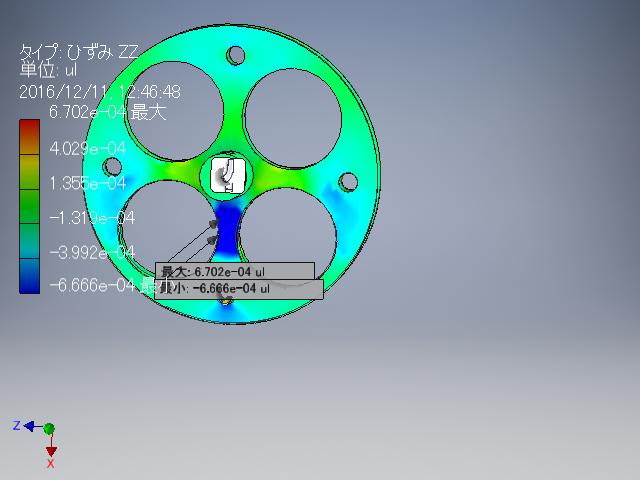 タイプ: ひずみ ZZ
単位: ul
2016/12/11, 12:46:48
6.702e-04 最大
4.029e-04
1.355e-04
-1.319e-04
-3.992e-04
-6.666e-04 最小
最大: 6.702e-04 ul
最小: -6.666e-04 ul
Z
X